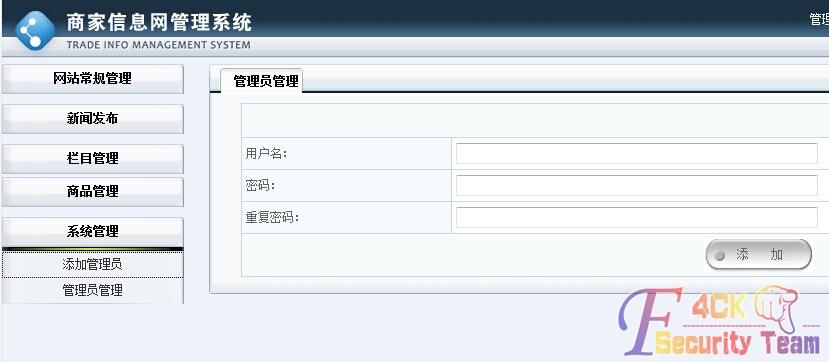 商家信息网管理系统
TRADE INFO MANAGEMENT SYSTEM
管理
网站常规管理
新闻发布
栏目管理
商品管理
系统管理
添加管理员
管理员管理
管理员管理
用户名：
密码：
重复密码：
添 加
F4CK
Security Team